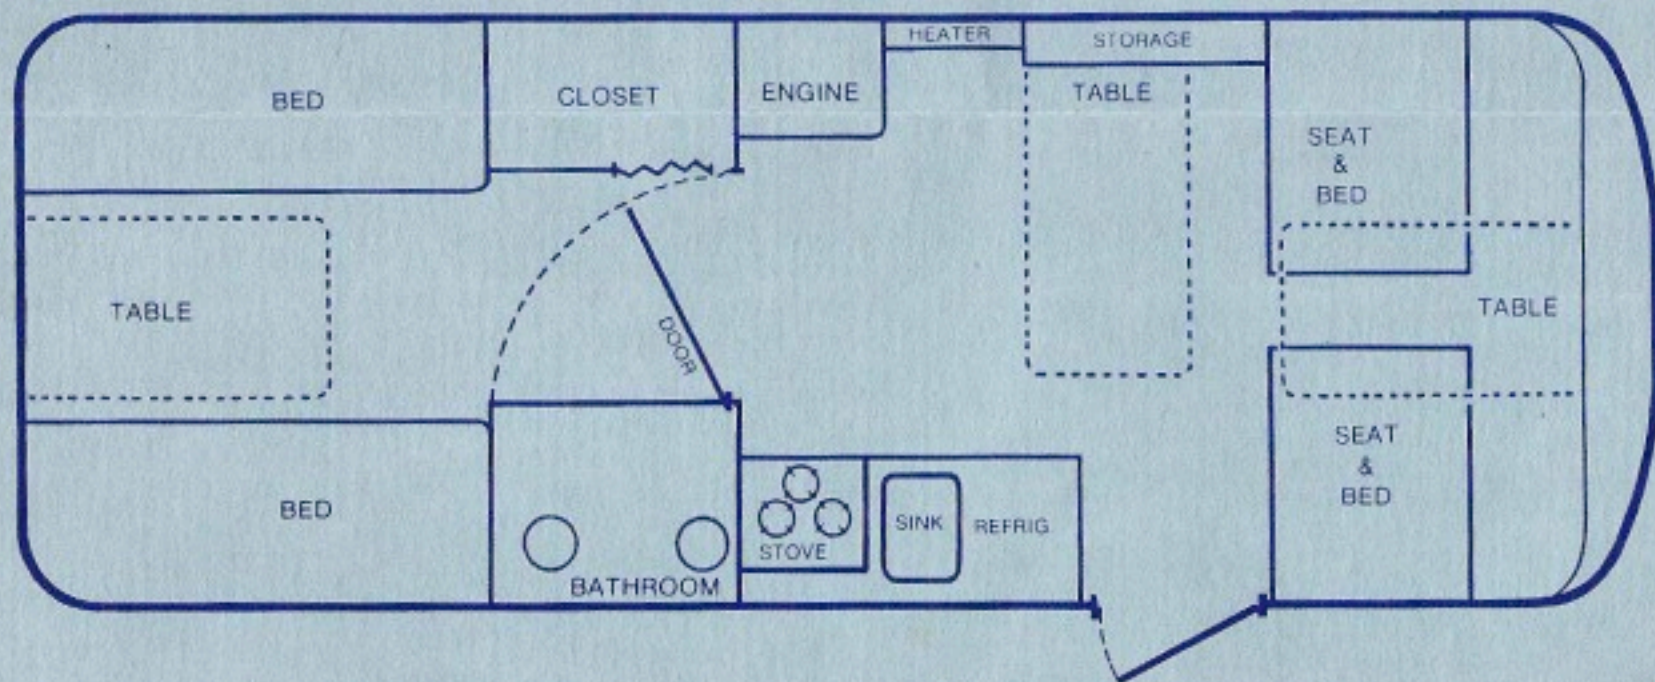 HEATER
STORAGE
BED
CLOSET
ENGINE
TABLE
SEAT
&
BED
TABLE
TABLE
DOOR
SEAT
&
BED
BED
STOVE
SINK
REFRIG.
BATHROOM